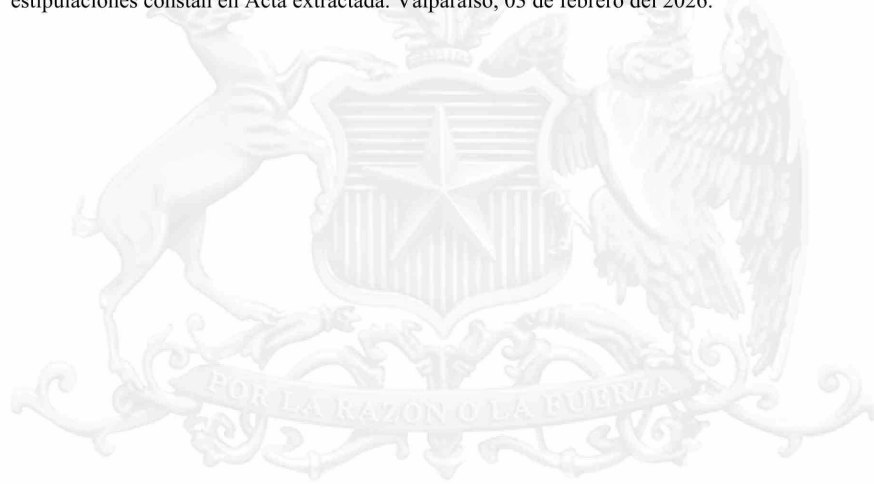 estipulaciones constan en Acta extractada. Valparaíso, 03 de febrero del 2026.
POR LA RAZON O LA FUERZA